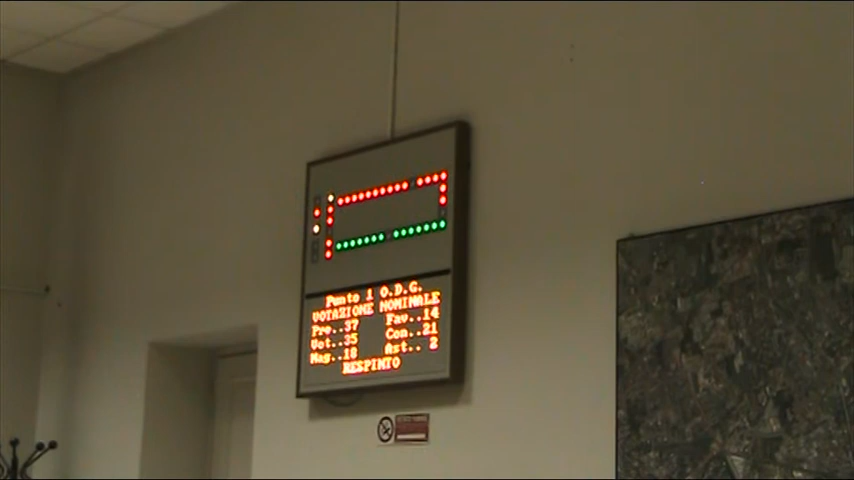 Punto 1 O.D.G.
VOTAZIONE NOMINALE
Pre..37 Fav..14
Vot..35 Con..21
Mag..18 Ast.. 2
RESPINTO